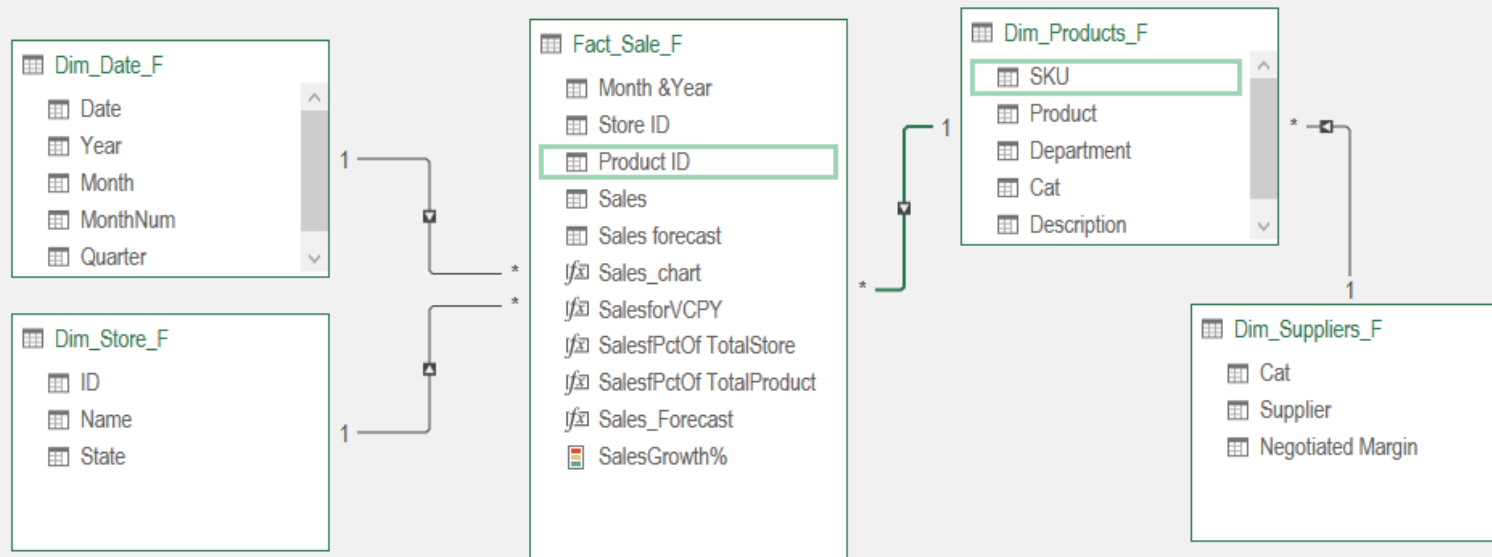 Dim_Date_F
Date
Year
Month
MonthNum
Quarter
1
*
Dim_Store_F
ID
Name
State
1
*
Fact_Sale_F
Month &Year
Store ID
Product ID
Sales
Sales forecast
Sales_chart
SalesforVCPY
SalesfPctOf TotalStore
SalesfPctOf TotalProduct
Sales_Forecast
SalesGrowth%
*
1
Dim_Products_F
SKU
Product
Department
Cat
Description
*
1
Dim_Suppliers_F
Cat
Supplier
Negotiated Margin